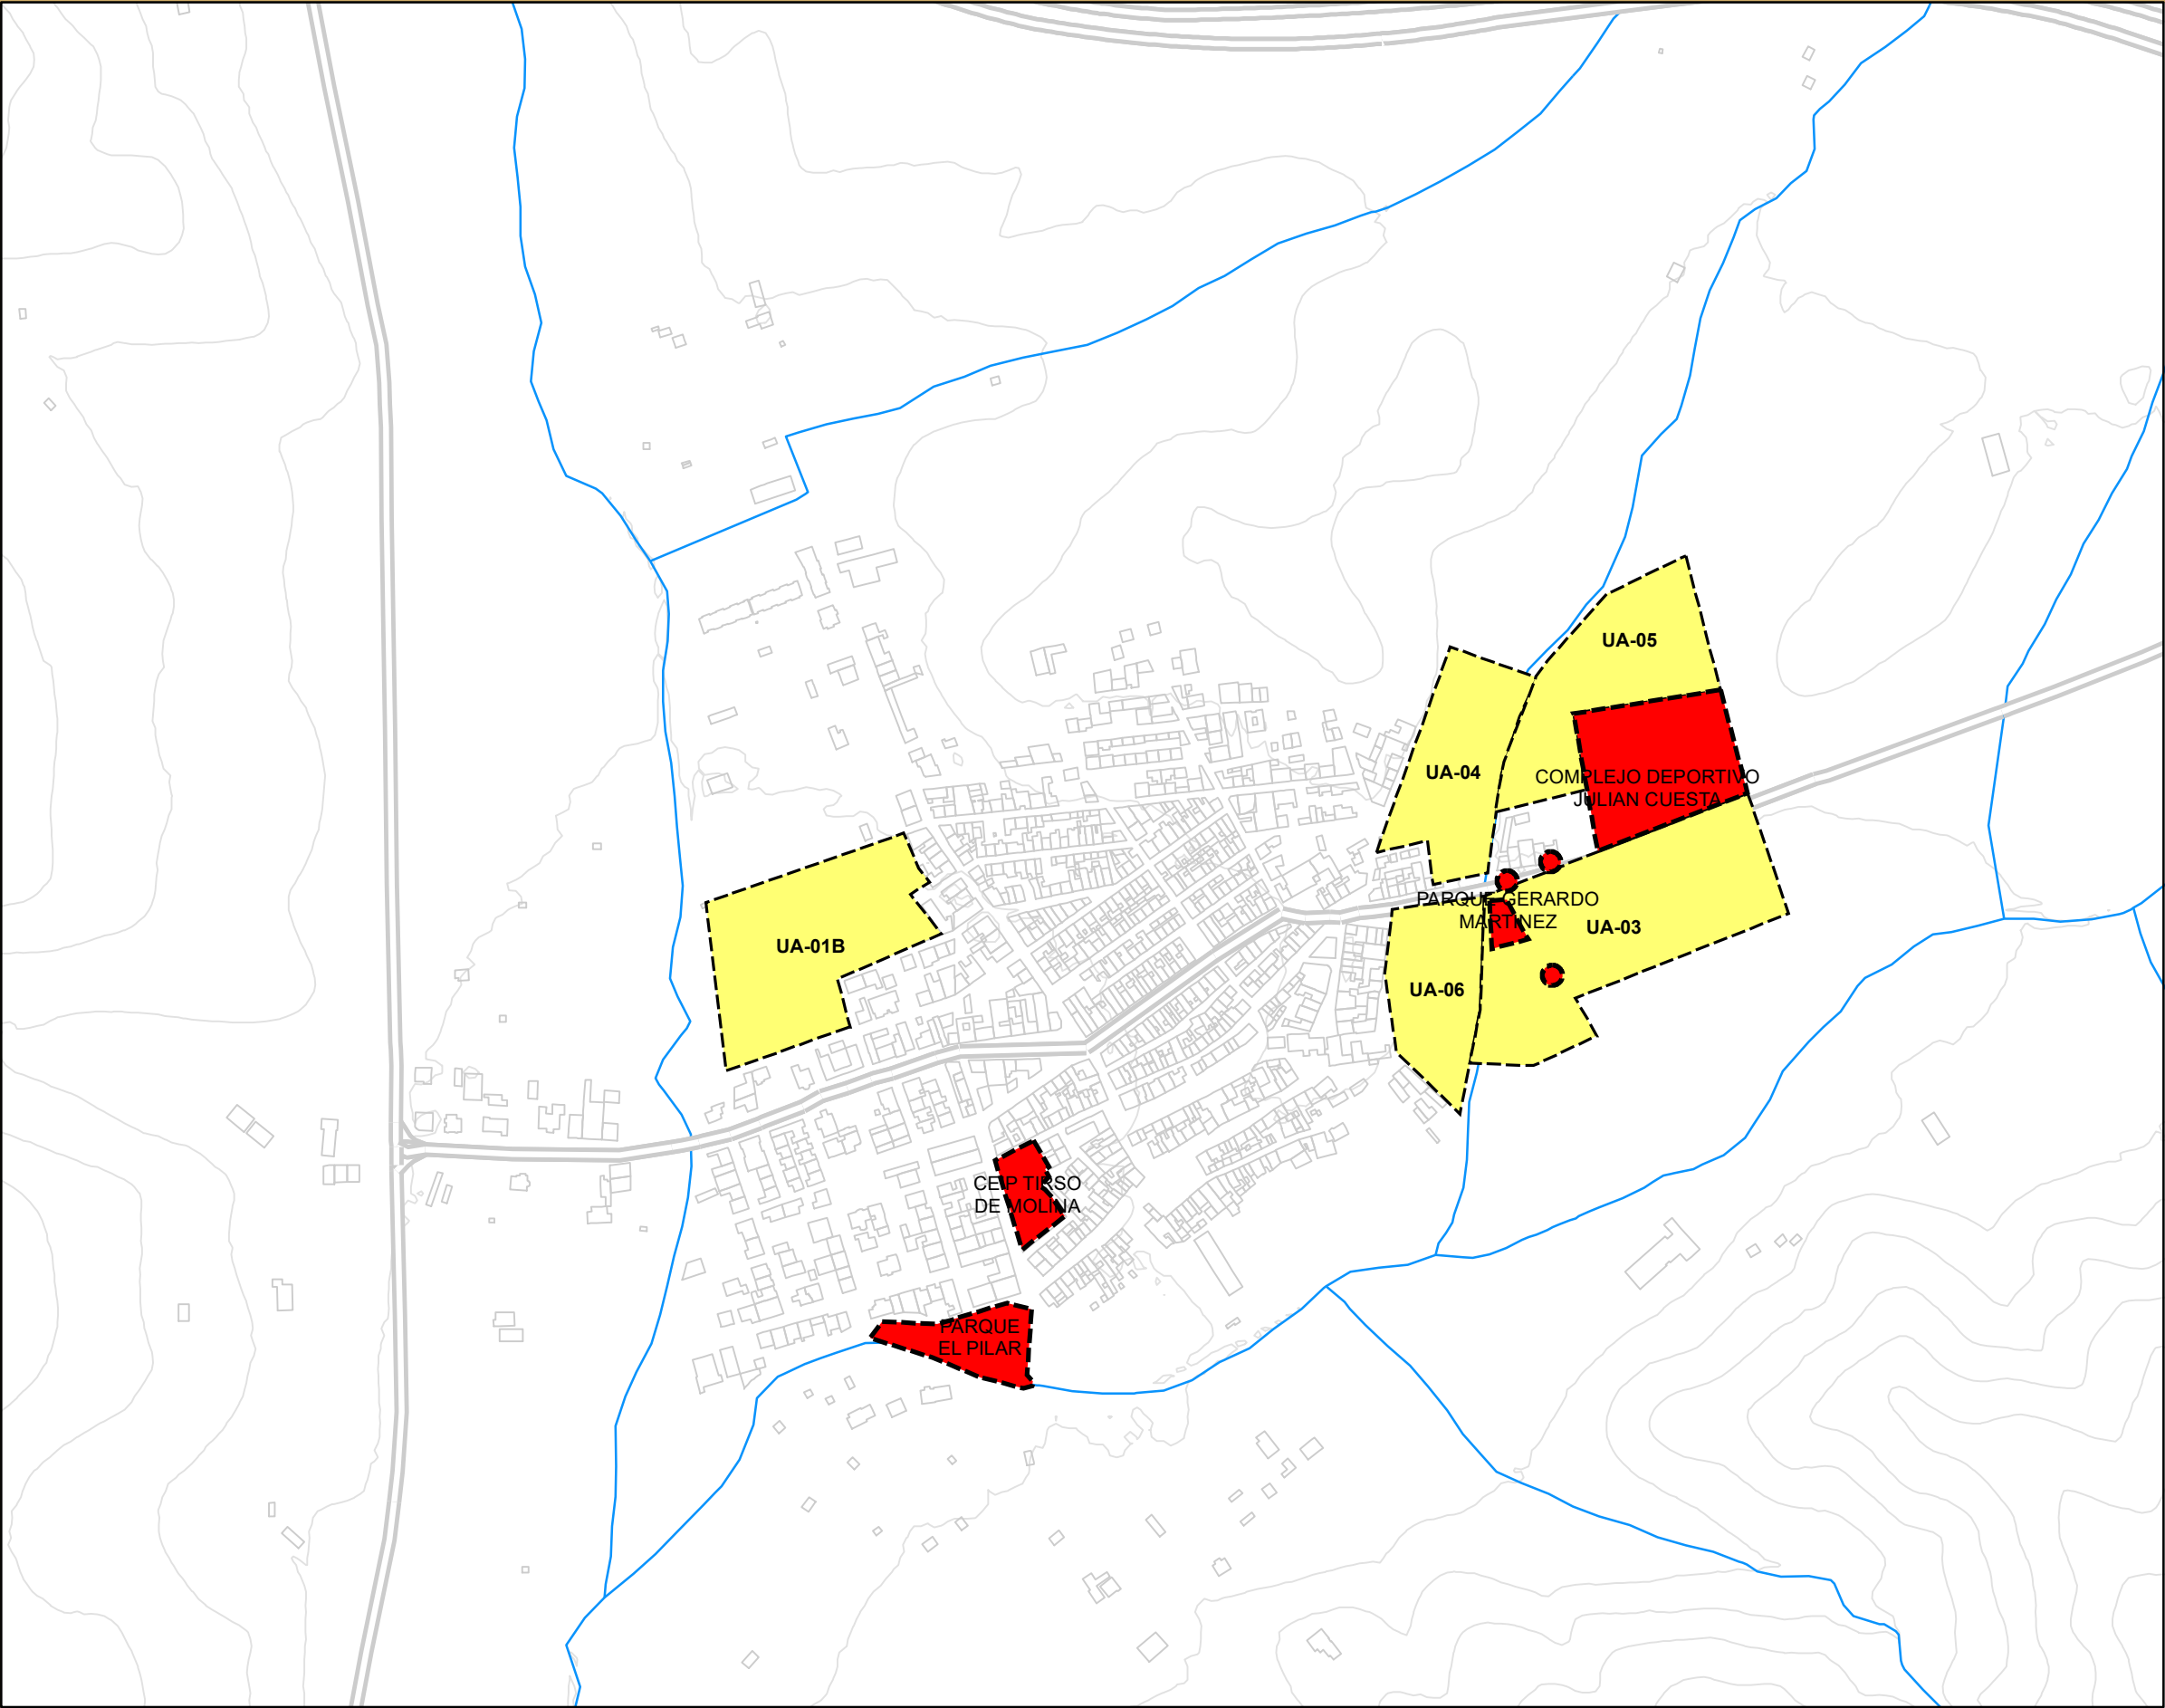 UA-05
UA-04
COMPLEJO DEPORTIVO
JULIAN CUESTA
PARQUE GERARDO
MARTINEZ
UA-03
UA-01B
UA-06
CEIP TIRSO
DE MOLINA
PARQUE
EL PILAR